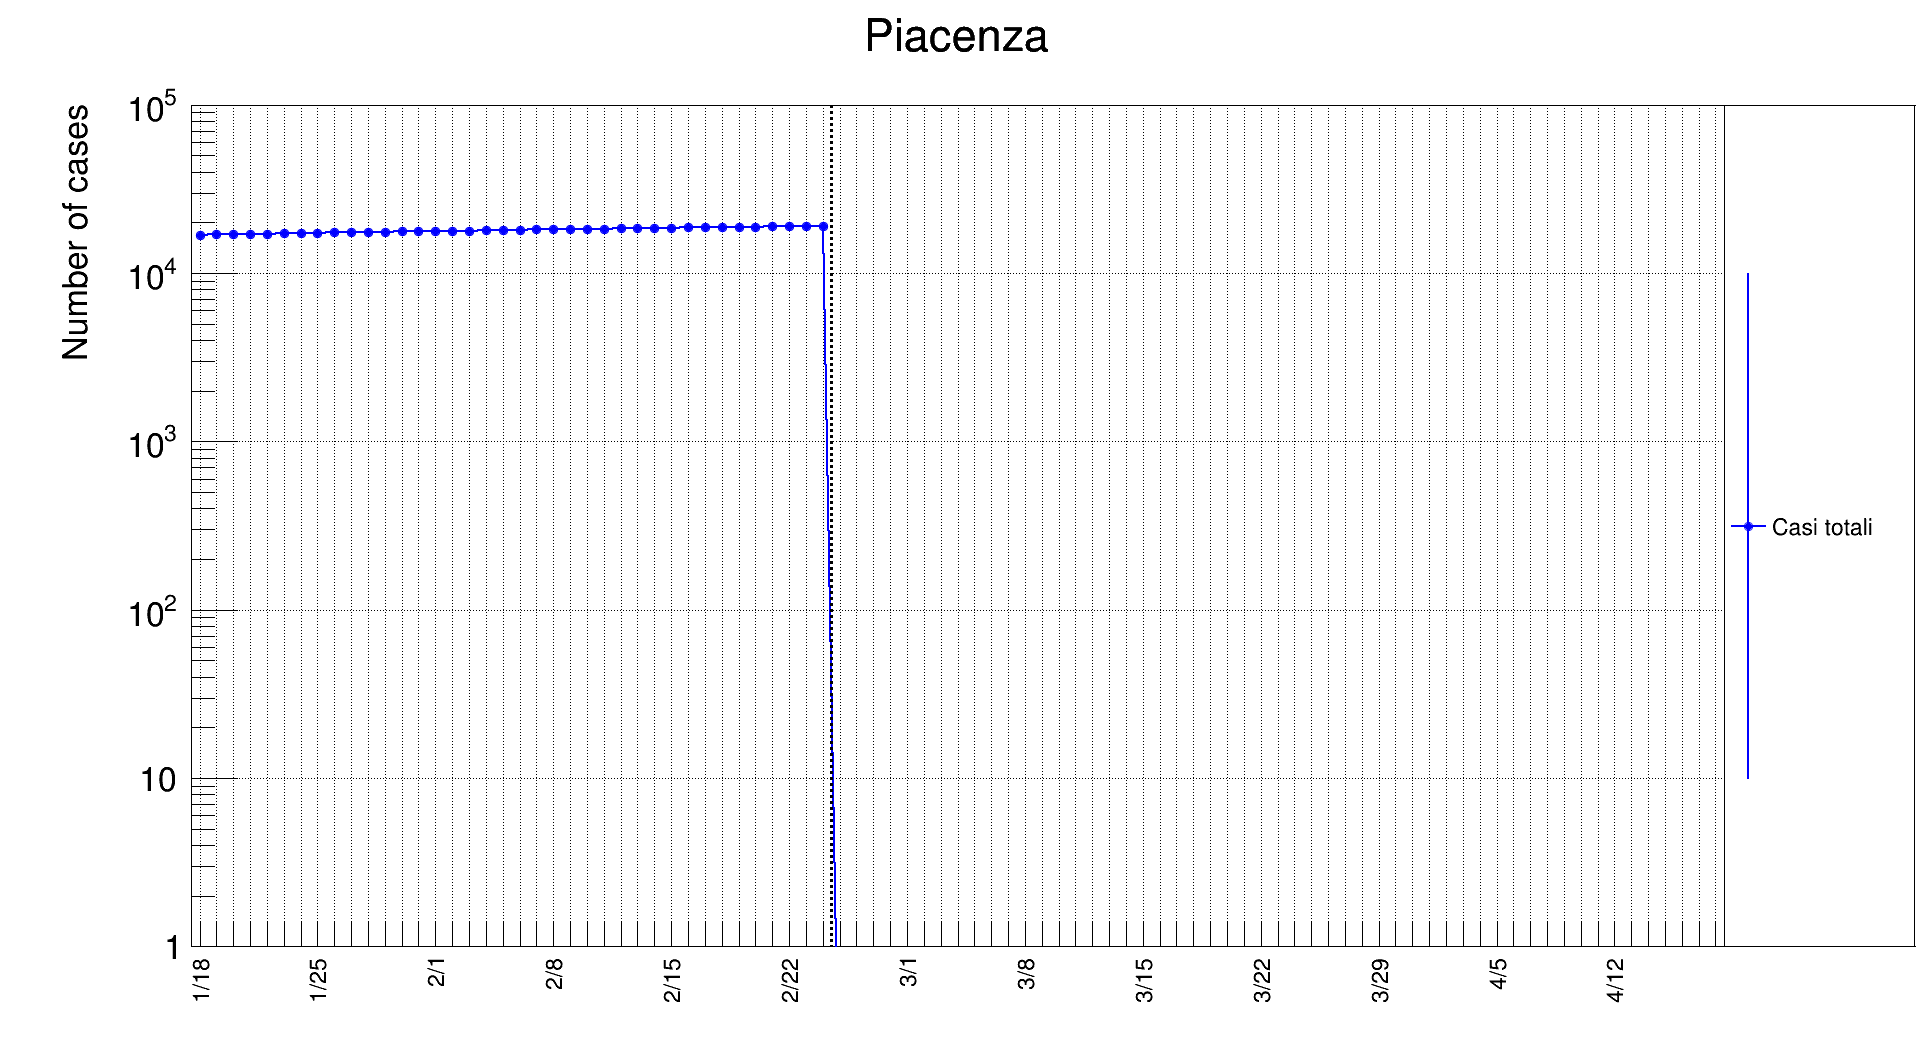 Piacenza
Number of cases
10^5
10^4
10^3
10^2
10
1
1/18 1/25 2/1 2/8 2/15 2/22 3/1 3/8 3/15 3/22 3/29 4/5 4/12
Casi totali